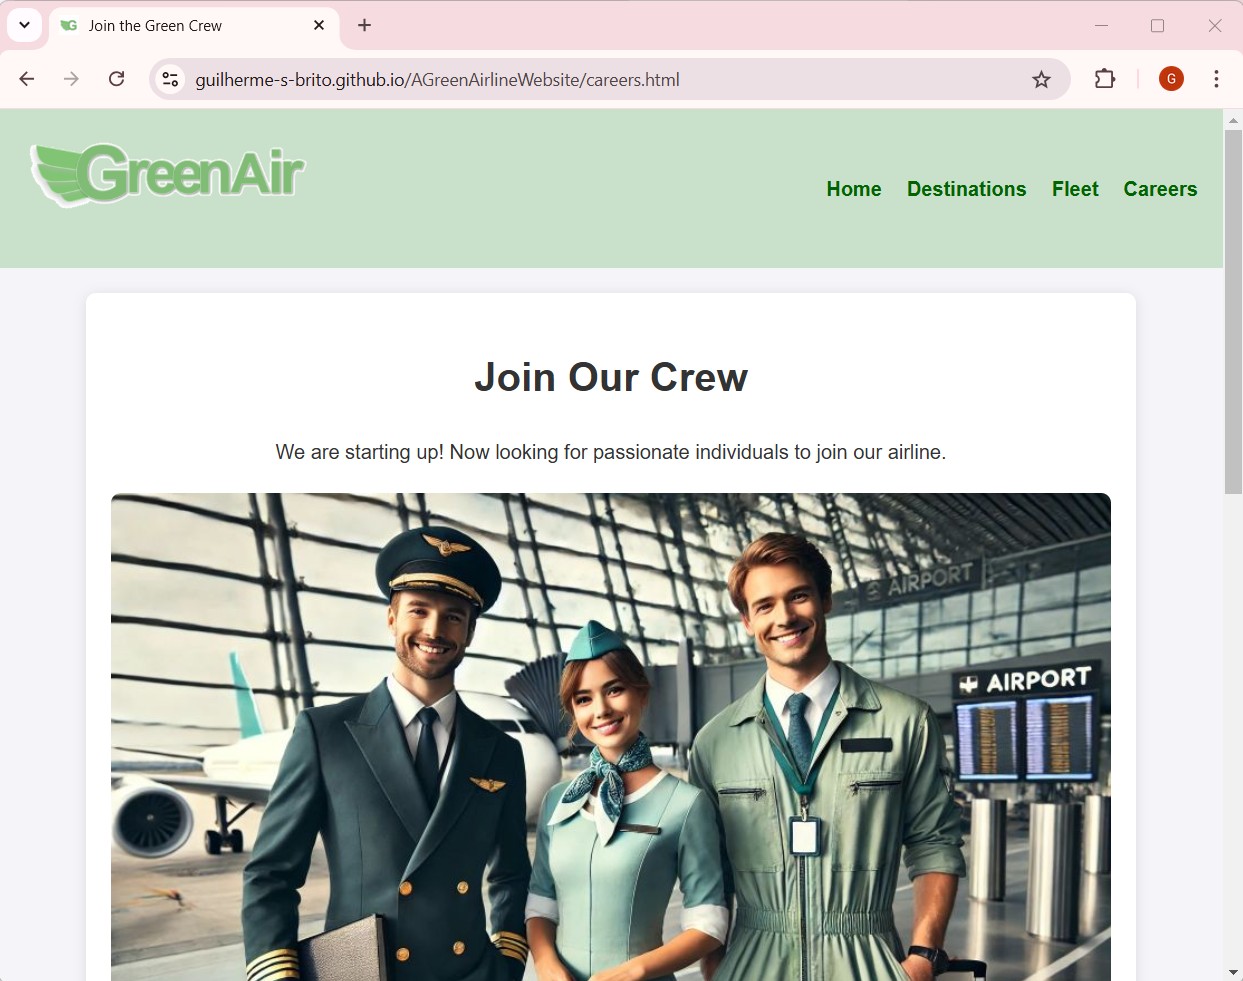 Join the Green Crew
guilherme-s-brito.github.io/AGreenAirlineWebsite/careers.html
G
GreenAir
Home Destinations Fleet Careers
Join Our Crew
We are starting up! Now looking for passionate individuals to join our airline.
AIRPORT
AIRPORT